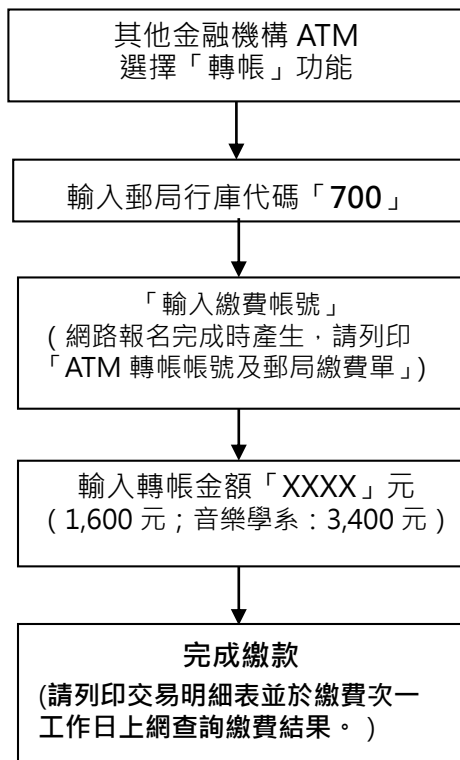 其他金融機構 ATM
選擇「轉帳」功能
輸入郵局行庫代碼「700」
「輸入繳費帳號」
(網路報名完成時產生，請列印
「ATM 轉帳帳號及郵局繳費單」)
輸入轉帳金額「XXXX」元
(1,600 元；音樂學系：3,400 元)
完成繳款
(請列印交易明細表並於繳費次一
工作日上網查詢繳費結果。)